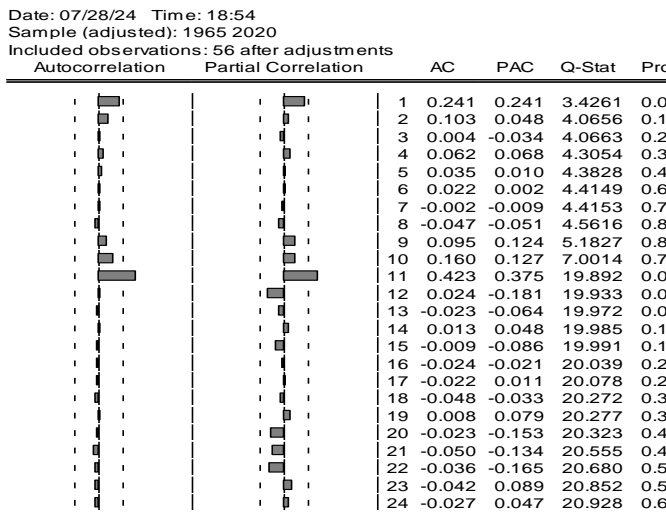 Date: 07/28/24 Time: 18:54
Sample (adjusted): 1965 2020
Included observations: 56 after adjustments
Autocorrelation Partial Correlation AC PAC Q-Stat Pro
1 0.241 0.241 3.4261 0.0
2 0.103 0.048 4.0656 0.1
3 0.004 -0.034 4.0663 0.2
4 0.062 0.068 4.3054 0.3
5 0.035 0.010 4.3828 0.4
6 0.022 0.002 4.4149 0.6
7 -0.002 -0.009 4.4153 0.7
8 -0.047 -0.051 4.5616 0.8
9 0.095 0.124 5.1827 0.8
10 0.160 0.127 7.0014 0.7
11 0.423 0.375 19.892 0.0
12 0.024 -0.181 19.933 0.0
13 -0.023 -0.064 19.972 0.0
14 0.013 0.048 19.985 0.1
15 -0.009 -0.086 19.991 0.1
16 -0.024 -0.021 20.039 0.2
17 -0.022 0.011 20.078 0.2
18 -0.048 -0.033 20.272 0.3
19 0.008 0.079 20.277 0.3
20 -0.023 -0.153 20.323 0.4
21 -0.050 -0.134 20.555 0.4
22 -0.036 -0.165 20.680 0.5
23 -0.042 0.089 20.852 0.5
24 -0.027 0.047 20.928 0.6